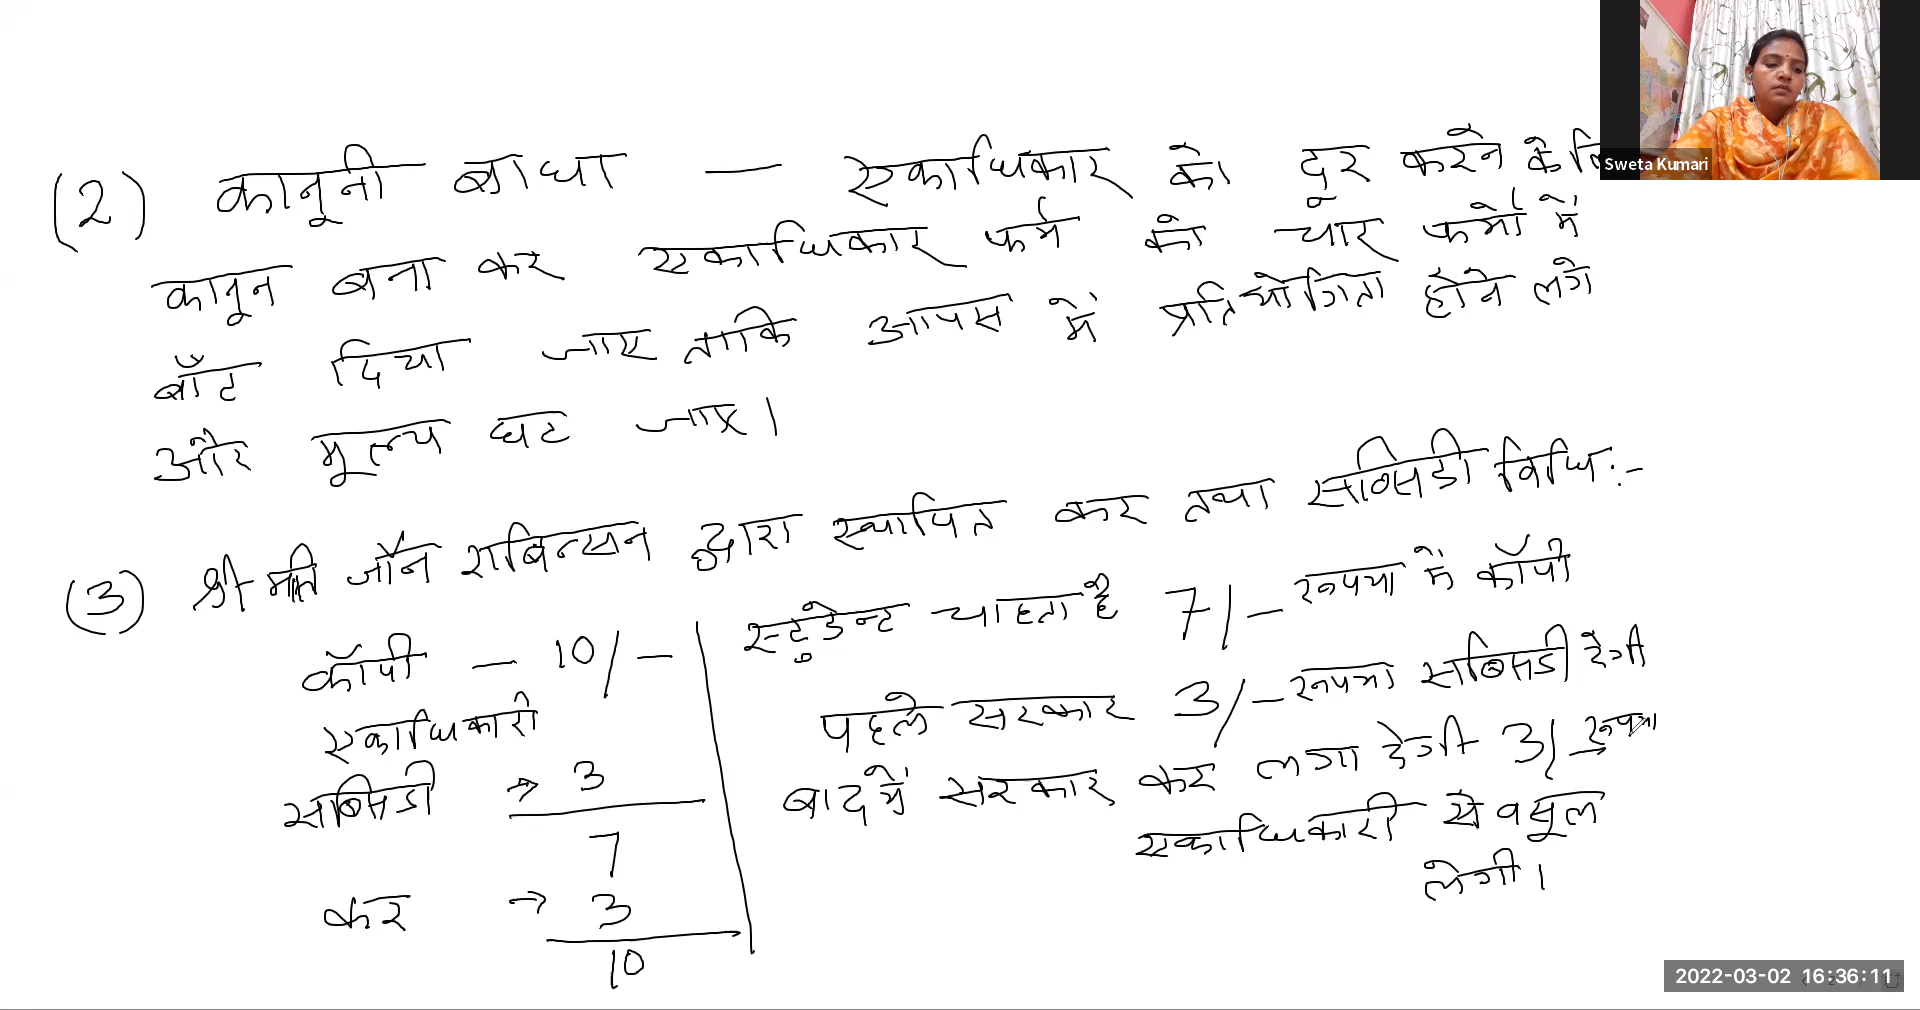 (2) कानूनी बाधा — एकाधिकार को दूर करने के लि
कानून बना कर एकाधिकार फर्म को चार फर्मों में
बाँट दिया जाए ताकि आपस में प्रतियोगिता होने लगे
और मूल्य घट जाए।
(3) श्रीमती जॉन राबिन्सन द्वारा स्थापित कर तथा सब्सिडी विधि :-
कॉपी — 10/—
एकाधिकारी
सब्सिडी → 3
7
कर → 3
10
स्टुडेन्ट चाहता है 7/— रूपया में कॉपी
पहले सरकार 3/— रूपया सब्सिडी देगी
बाद में सरकार कर लगा देगी 3/— रूपया
एकाधिकारी से वसूल
लेगी।
Sweta Kumari
2022-03-02 16:36:11